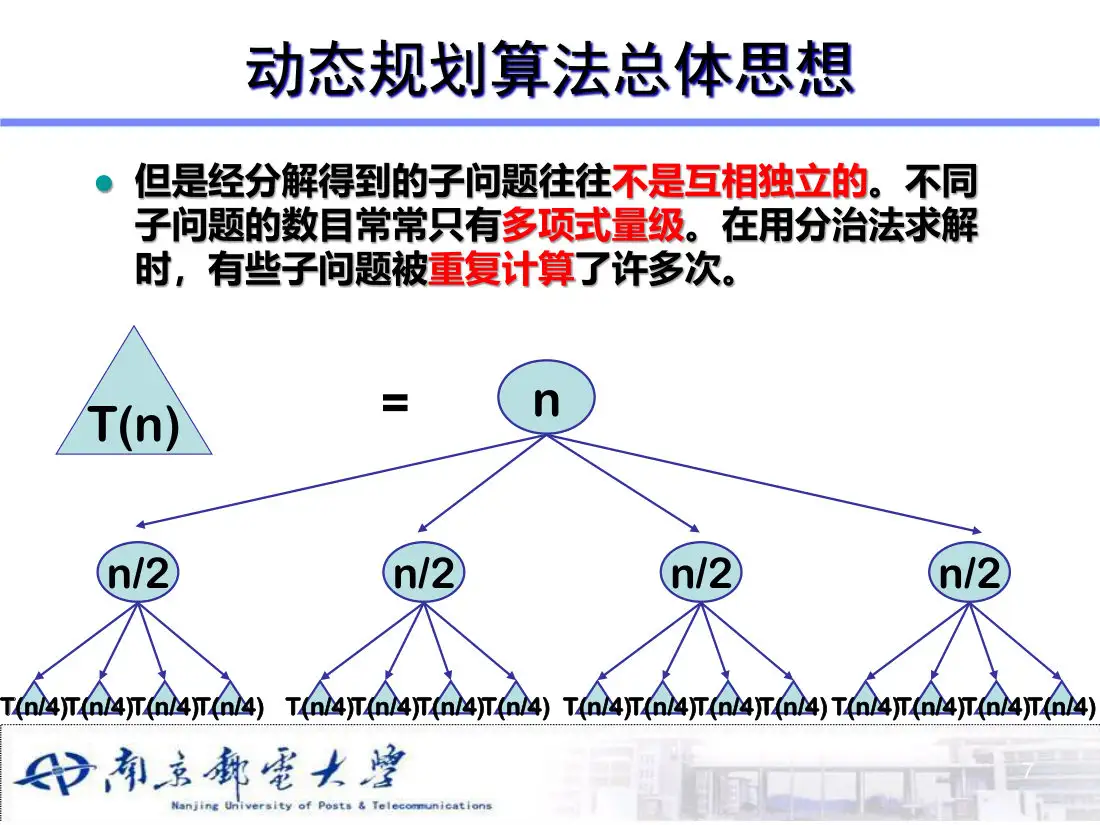 动态规划算法总体思想
但是经分解得到的子问题往往不是互相独立的。不同
子问题的数目常常只有多项式量级。在用分治法求解
时，有些子问题被重复计算了许多次。
T(n) = n
n/2 n/2 n/2 n/2
T(n/4) T(n/4) T(n/4) T(n/4) T(n/4) T(n/4) T(n/4) T(n/4) T(n/4) T(n/4) T(n/4) T(n/4) T(n/4) T(n/4) T(n/4) T(n/4)
南京郵電大學
Nanjing University of Posts & Telecommunications
7